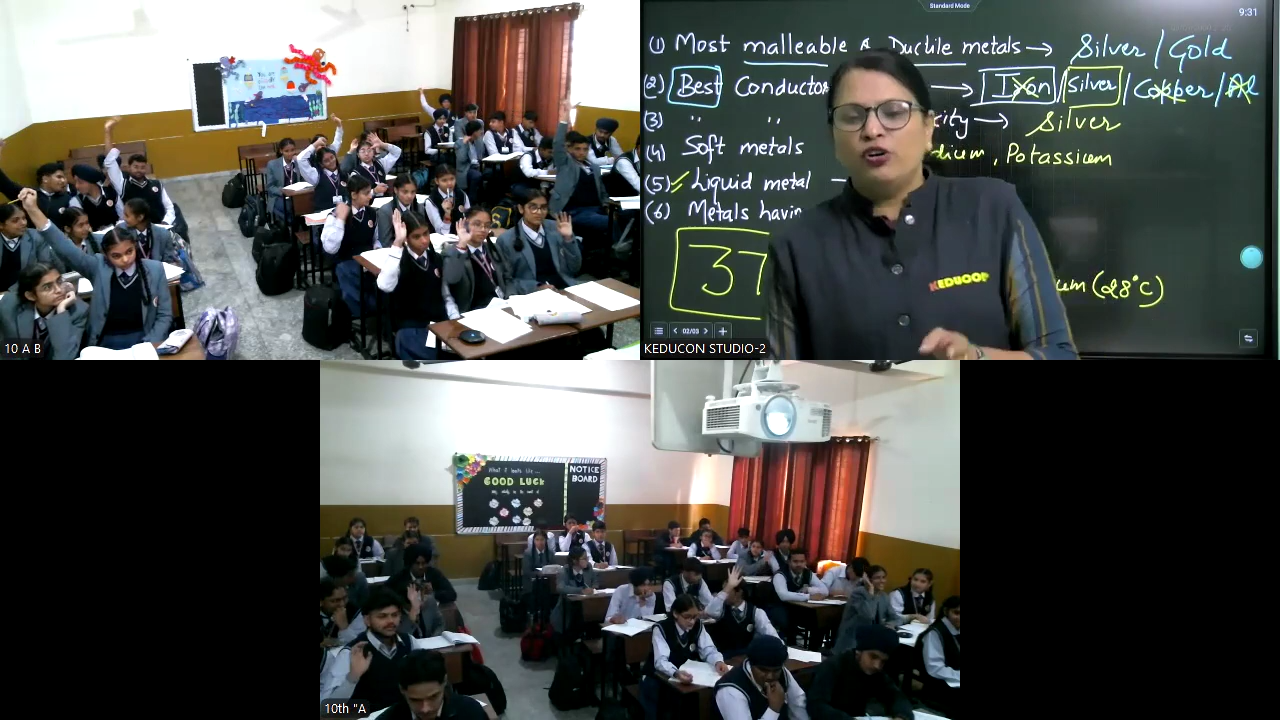 Standard Mode
9:31
(1) Most malleable & Ductile metals → Silver / Gold
(2) Best Conductor → Iron / Silver / Copper / Al
(3) " " city → Silver
(4) Soft metals dium, Potassium
(5) Liquid metal
(6) Metals havin
37
um (28°C)
KEDUCON
02/03
10 A B
KEDUCON STUDIO-2
GOOD LUCK
NOTICE
BOARD
10th "A